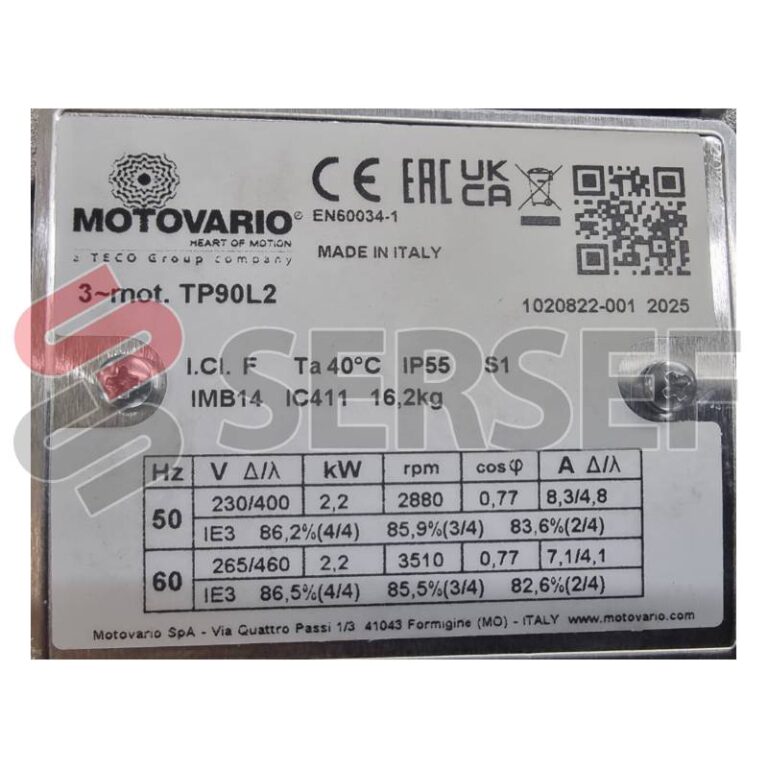 MOTOVARIO®
HEART OF MOTION
a TECO Group company
CE EAC UK CA
EN60034-1
MADE IN ITALY
3~mot. TP90L2
1020822-001 2025
I.Cl. F Ta 40°C IP55 S1
IMB14 IC411 16,2kg
SERSEF
Hz V Δ/λ kW rpm cosφ A Δ/λ
50 230/400 2,2 2880 0,77 8,3/4,8
IE3 86,2%(4/4) 85,9%(3/4) 83,6%(2/4)
60 265/460 2,2 3510 0,77 7,1/4,1
IE3 86,5%(4/4) 85,5%(3/4) 82,6%(2/4)
Motovario SpA - Via Quattro Passi 1/3 41043 Formigine (MO) - ITALY www.motovario.com